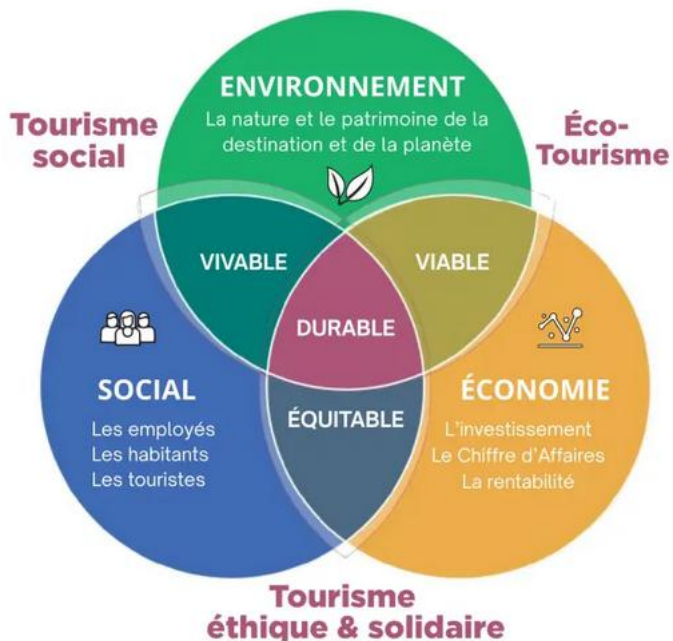 ENVIRONNEMENT
La nature et le patrimoine de la
destination et de la planète
Tourisme
social
Éco-
Tourisme
VIVABLE
VIABLE
DURABLE
SOCIAL
Les employés
Les habitants
Les touristes
ÉQUITABLE
ÉCONOMIE
L'investissement
Le Chiffre d'Affaires
La rentabilité
Tourisme
éthique & solidaire